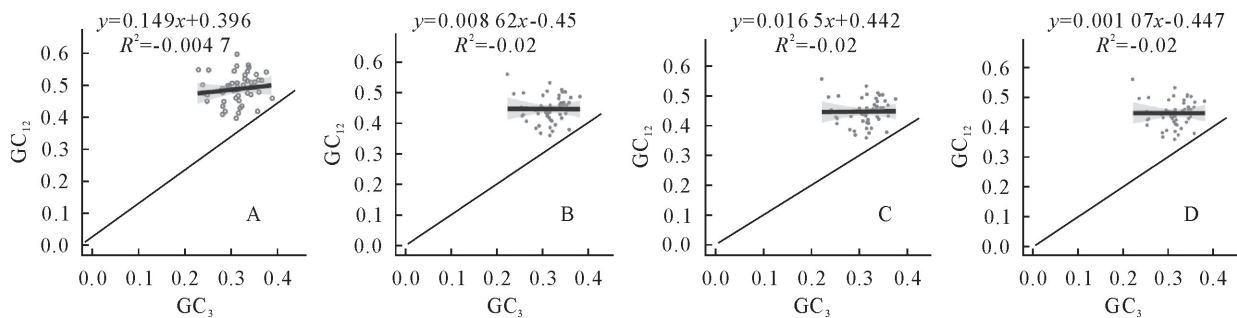 y=0.149x+0.396
R²=-0.004 7
GC₁₂
0.6
0.5
0.4
0.3
0.2
0.1
0.0
A
0.0 0.1 0.2 0.3 0.4
GC₃
y=0.008 62x-0.45
R²=-0.02
GC₁₂
0.6
0.5
0.4
0.3
0.2
0.1
0.0
B
0.0 0.1 0.2 0.3 0.4
GC₃
y=0.016 5x+0.442
R²=-0.02
GC₁₂
0.6
0.5
0.4
0.3
0.2
0.1
0.0
C
0.0 0.1 0.2 0.3 0.4
GC₃
y=0.001 07x-0.447
R²=-0.02
GC₁₂
0.6
0.5
0.4
0.3
0.2
0.1
0.0
D
0.0 0.1 0.2 0.3 0.4
GC₃